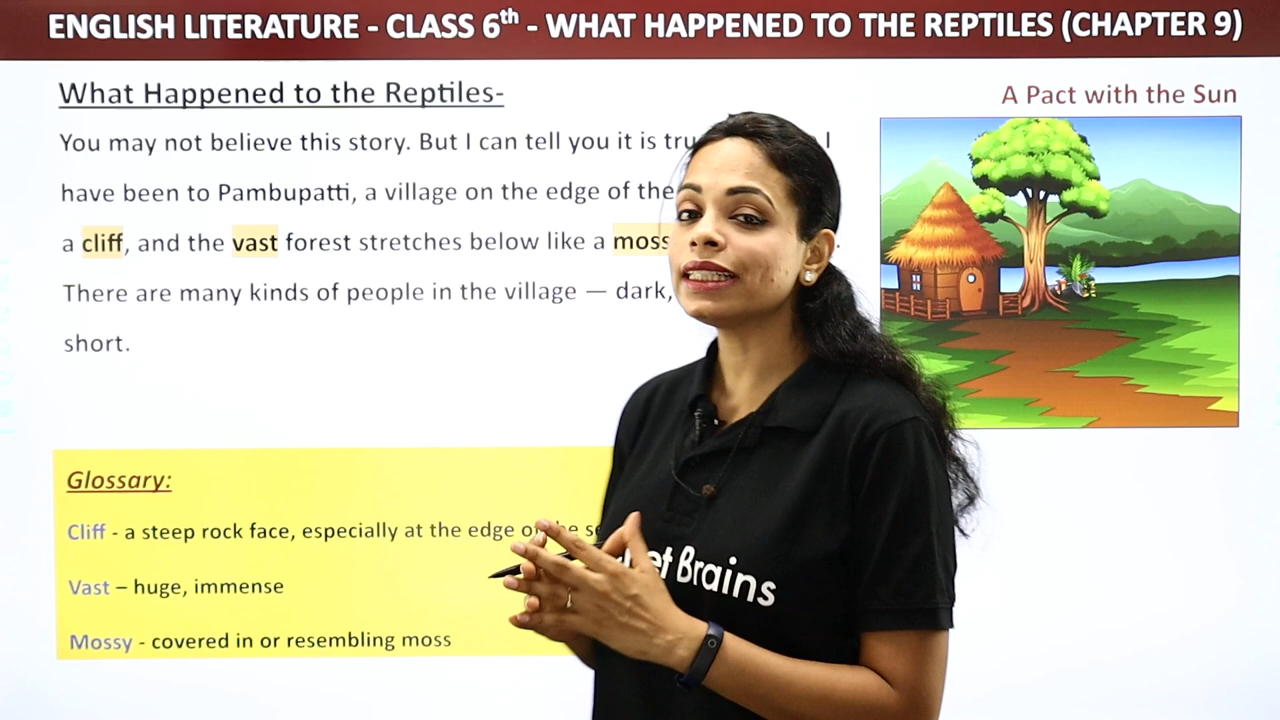 ENGLISH LITERATURE - CLASS 6th - WHAT HAPPENED TO THE REPTILES (CHAPTER 9)
What Happened to the Reptiles-
A Pact with the Sun
You may not believe this story. But I can tell you it is I
have been to Pambupatti, a village on the edge of the
a cliff, and the vast forest stretches below like a
There are many kinds of people in the village — dark,
short.
Glossary:
Cliff - a steep rock face, especially at the edge
Vast – huge, immense
Mossy - covered in or resembling moss
Brains